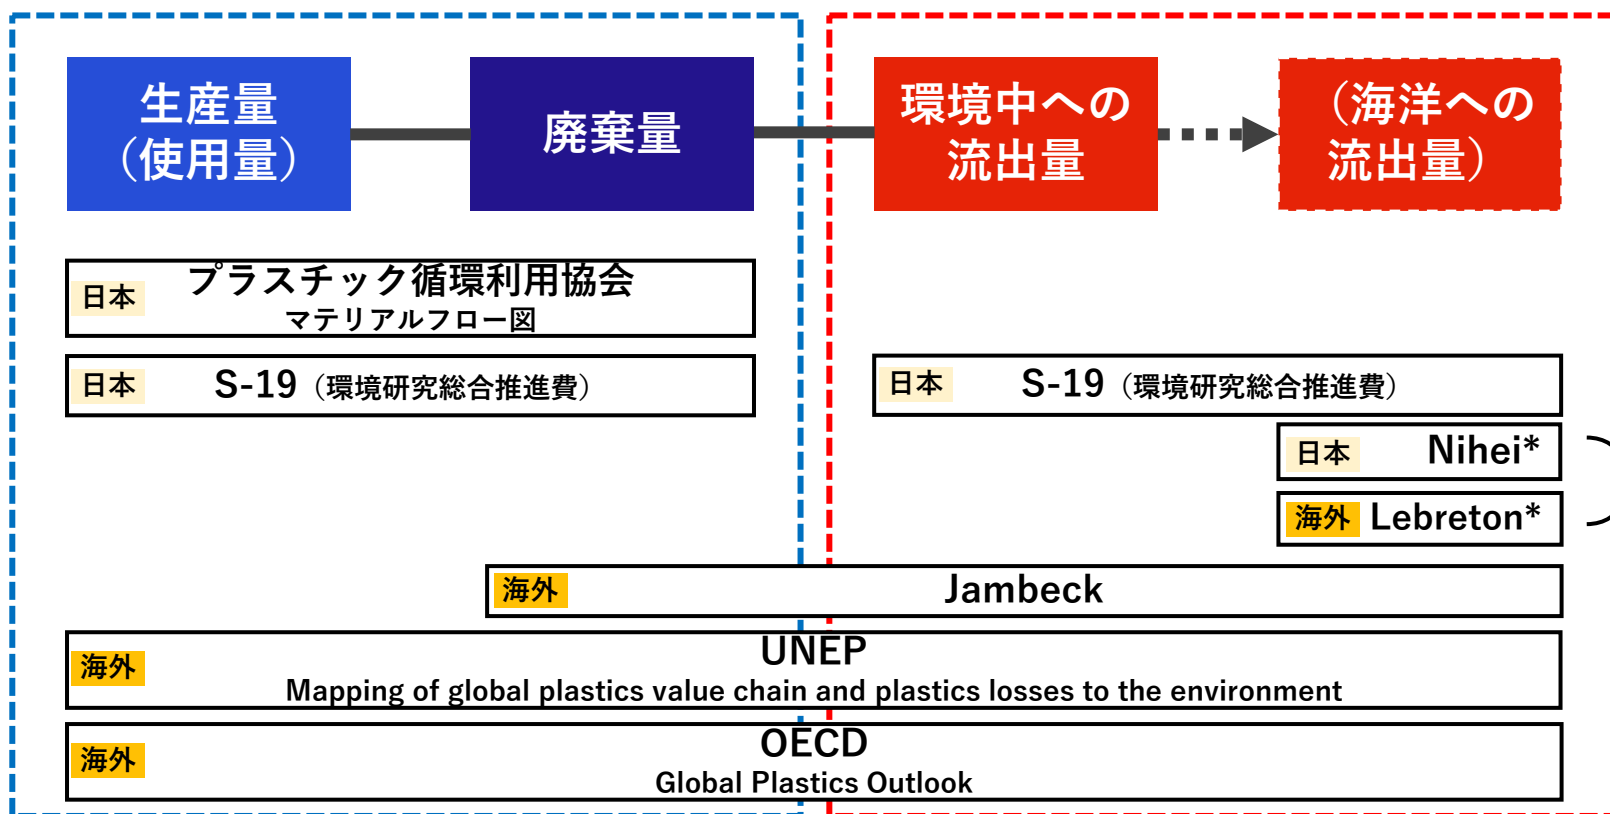 生産量
（使用量）
廃棄量
環境中への
流出量
（海洋への
流出量）
日本 プラスチック循環利用協会
マテリアルフロー図
日本 S-19（環境研究総合推進費）
日本 S-19（環境研究総合推進費）
日本 Nihei*
海外 Lebreton*
海外 Jambeck
海外 UNEP
Mapping of global plastics value chain and plastics losses to the environment
海外 OECD
Global Plastics Outlook